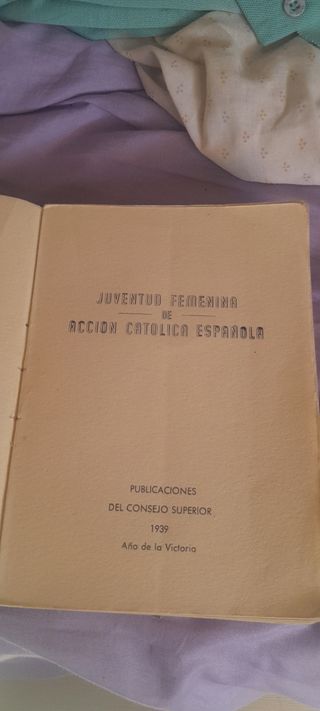 JUVENTUD FEMENINA
DE
ACCION CATOLICA ESPAÑOLA
PUBLICACIONES
DEL CONSEJO SUPERIOR
1939
Año de la Victoria